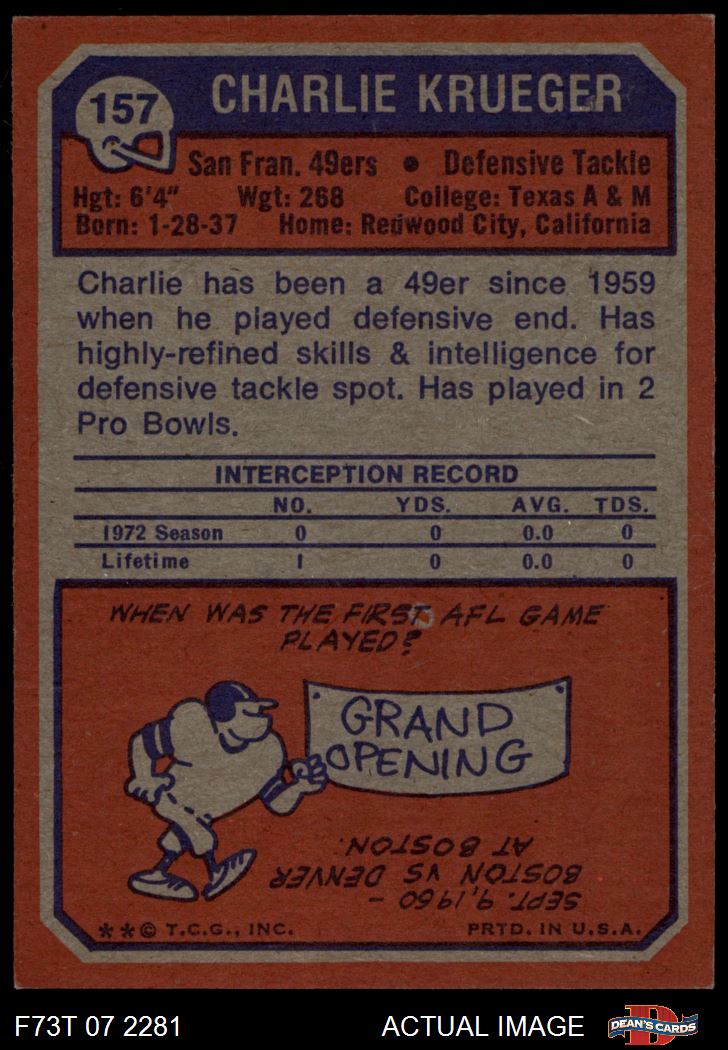 157
CHARLIE KRUEGER
San Fran. 49ers • Defensive Tackle
Hgt: 6'4" Wgt: 268 College: Texas A & M
Born: 1-28-37 Home: Redwood City, California
Charlie has been a 49er since 1959
when he played defensive end. Has
highly-refined skills & intelligence for
defensive tackle spot. Has played in 2
Pro Bowls.
INTERCEPTION RECORD
NO. YDS. AVG. TDS.
1972 Season 0 0 0.0 0
Lifetime 1 0 0.0 0
WHEN WAS THE FIRST AFL GAME
PLAYED?
GRAND
OPENING
SEPT. 9, 1960 -
BOSTON VS DENVER
AT BOSTON.
**© T.C.G., INC. PRTD. IN U.S.A.
F73T 07 2281 ACTUAL IMAGE D DEAN'S CARDS